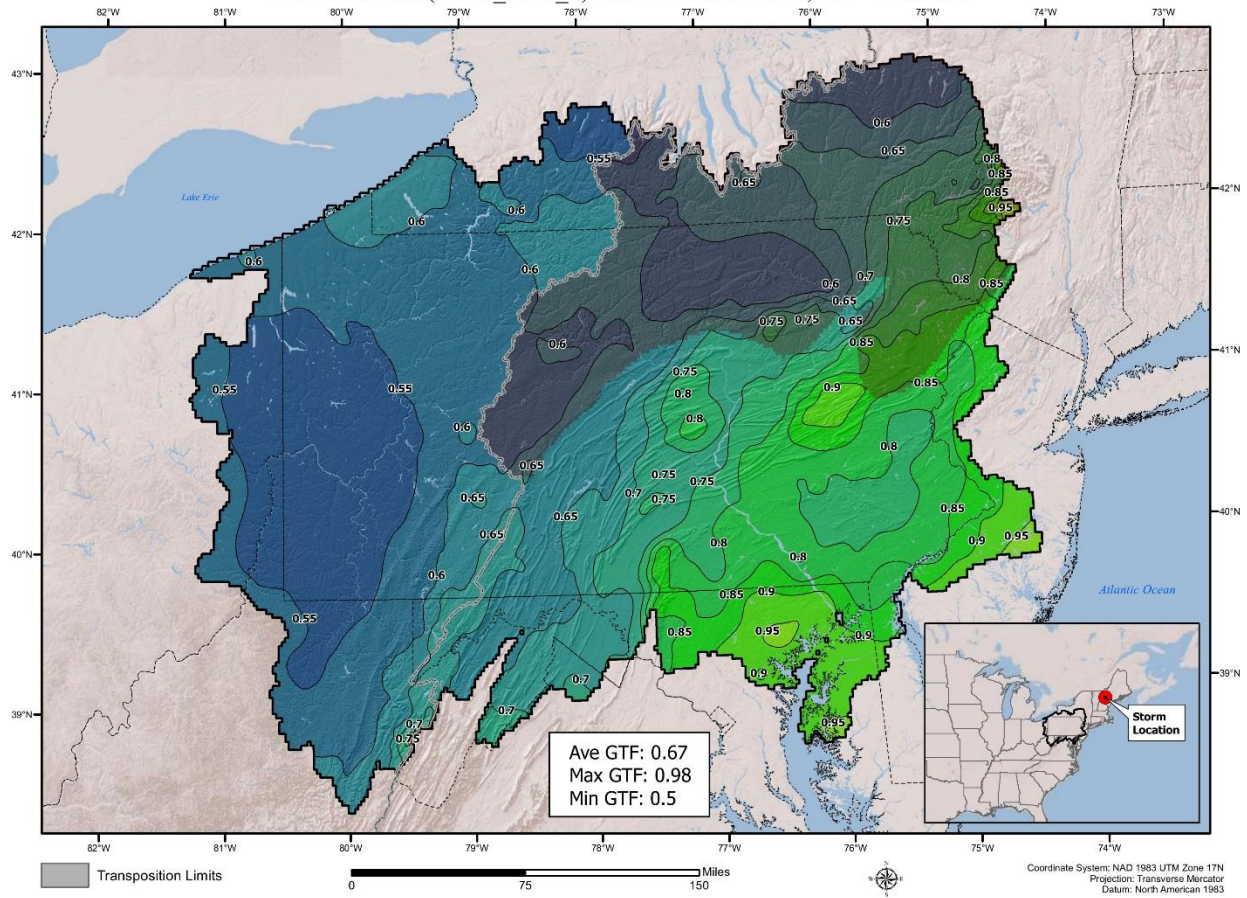 82°W 81°W 80°W 79°W 78°W 77°W 76°W 75°W 74°W 73°W
43°N
43°N
42°N
42°N
41°N
41°N
40°N
40°N
39°N
39°N
Lake Erie
Atlantic Ocean
0.6
0.65
0.55
0.8
0.65
0.85
0.85
0.6
0.95
0.6
0.75
0.6
0.6
0.7
0.8
0.85
0.6
0.65
0.75
0.75
0.65
0.6
0.85
0.75
0.55
0.55
0.8
0.9
0.85
0.6
0.8
0.8
0.65
0.75
0.75
0.65
0.7
0.75
0.85
0.65
0.65
0.8
0.9
0.95
0.8
0.6
0.85
0.9
0.55
0.85
0.95
0.9
0.9
0.7
0.7
0.7
0.75
0.95
Ave GTF: 0.67
Max GTF: 0.98
Min GTF: 0.5
Storm
Location
82°W 81°W 80°W 79°W 78°W 77°W 76°W 75°W 74°W
Transposition Limits
Miles
0 75 150
W E
Coordinate System: NAD 1983 UTM Zone 17N
Projection: Transverse Mercator
Datum: North American 1983